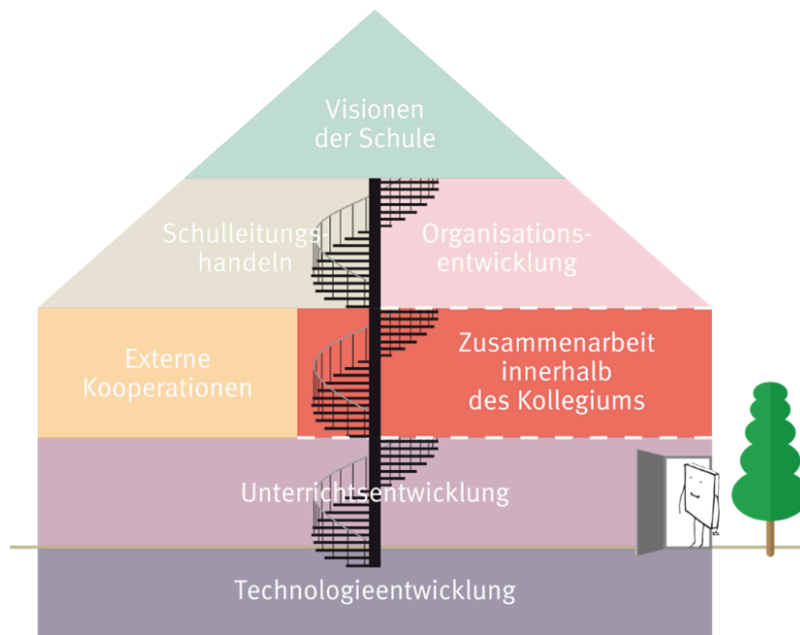 Visionen
der Schule
Schulleitungs-
handeln
Organisations-
entwicklung
Externe
Kooperationen
Zusammenarbeit
innerhalb
des Kollegiums
Unterrichtsentwicklung
Technologieentwicklung